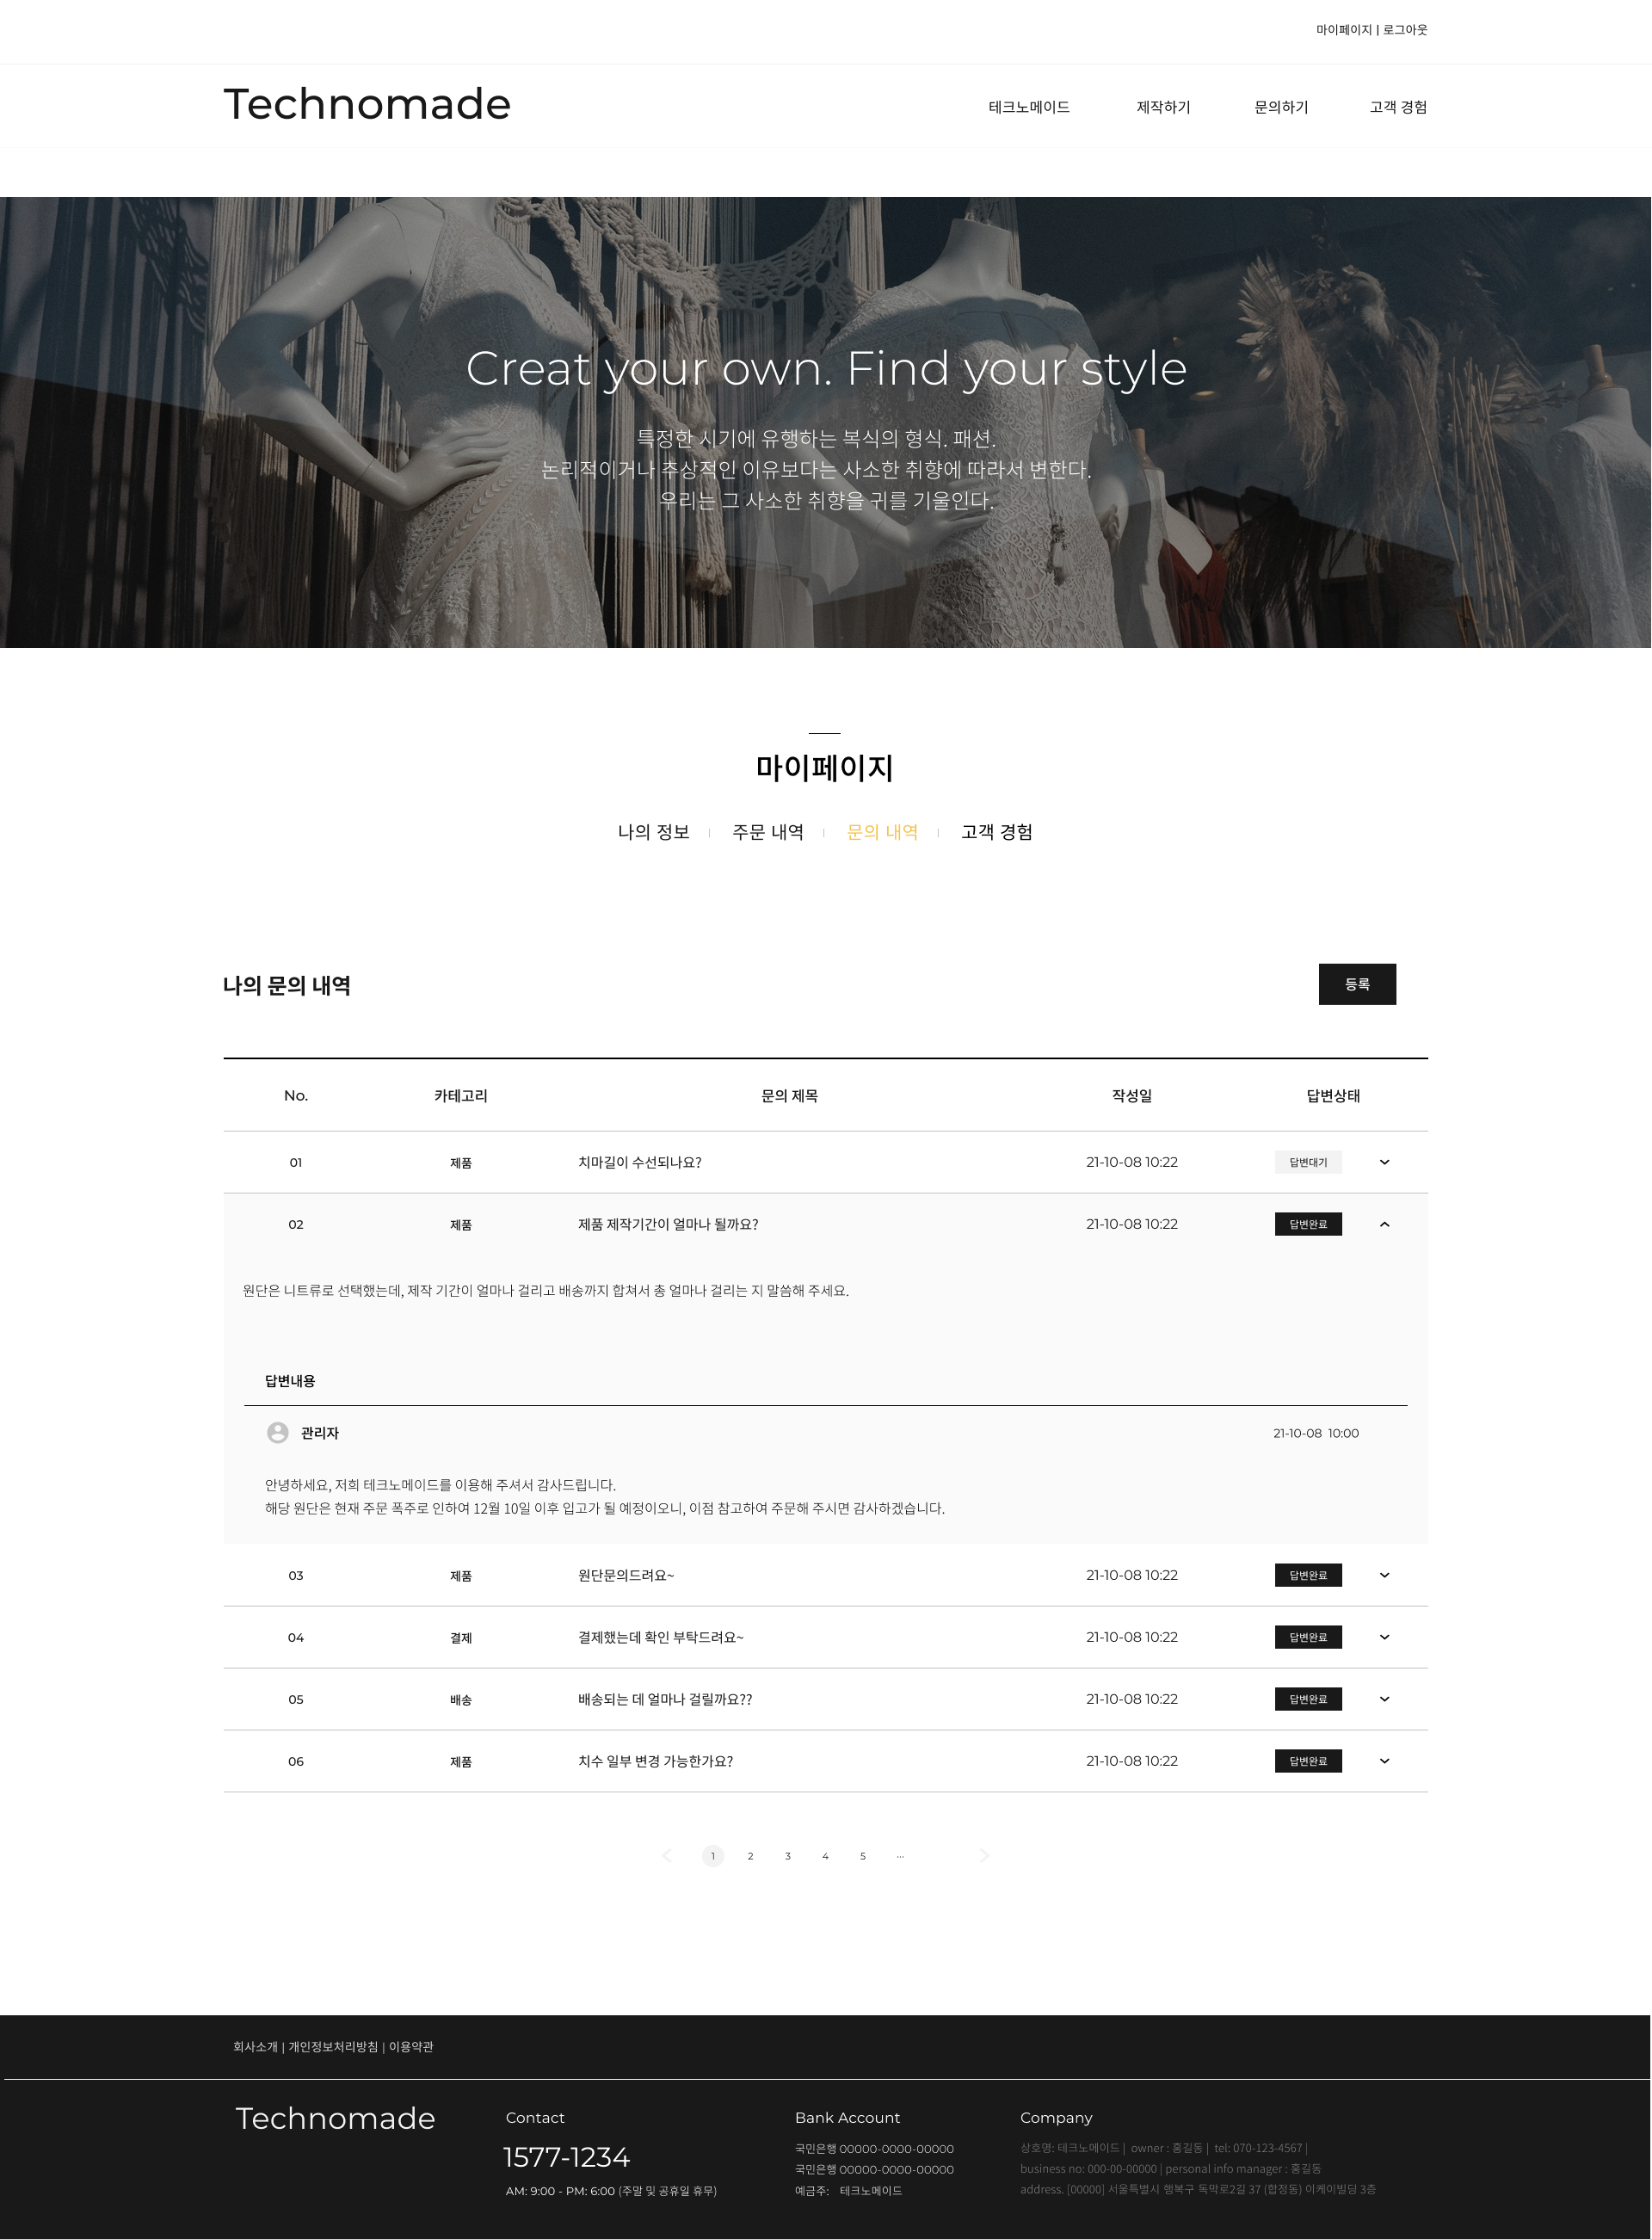 마이페이지 | 로그아웃
Technomade
테크노메이드 제작하기 문의하기 고객 경험
Creat your own. Find your style
특정한 시기에 유행하는 복식의 형식. 패션.
논리적이거나 추상적인 이유보다는 사소한 취향에 따라서 변한다.
우리는 그 사소한 취향을 귀를 기울인다.
마이페이지
나의 정보 | 주문 내역 | 문의 내역 | 고객 경험
나의 문의 내역
등록
No. 카테고리 문의 제목 작성일 답변상태
01 제품 치마길이 수선되나요? 21-10-08 10:22 답변대기
02 제품 제품 제작기간이 얼마나 될까요? 21-10-08 10:22 답변완료
원단은 니트류로 선택했는데, 제작 기간이 얼마나 걸리고 배송까지 합쳐서 총 얼마나 걸리는 지 말씀해 주세요.
답변내용
관리자 21-10-08 10:00
안녕하세요, 저희 테크노메이드를 이용해 주셔서 감사드립니다.
해당 원단은 현재 주문 폭주로 인하여 12월 10일 이후 입고가 될 예정이오니, 이점 참고하여 주문해 주시면 감사하겠습니다.
03 제품 원단문의드려요~ 21-10-08 10:22 답변완료
04 결제 결제했는데 확인 부탁드려요~ 21-10-08 10:22 답변완료
05 배송 배송되는 데 얼마나 걸릴까요?? 21-10-08 10:22 답변완료
06 제품 치수 일부 변경 가능한가요? 21-10-08 10:22 답변완료
1 2 3 4 5 ...
회사소개 | 개인정보처리방침 | 이용약관
Technomade
Contact
1577-1234
AM: 9:00 - PM: 6:00 (주말 및 공휴일 휴무)
Bank Account
국민은행 00000-0000-00000
국민은행 00000-0000-00000
예금주: 테크노메이드
Company
상호명: 테크노메이드 | owner : 홍길동 | tel: 070-123-4567 |
business no: 000-00-00000 | personal info manager : 홍길동
address. [00000] 서울특별시 행복구 독막로2길 37 (합정동) 이케이빌딩 3층